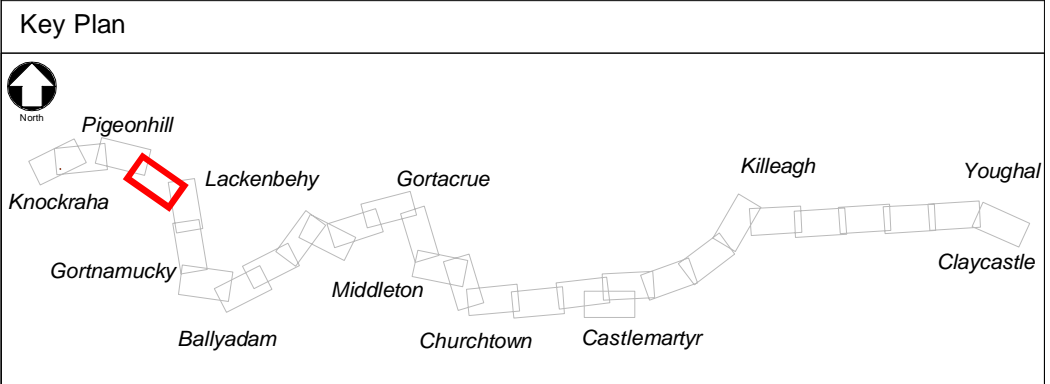 Key Plan
North
Pigeonhill
Killeagh
Youghal
Lackenbehy
Gortacrue
Knockraha
Claycastle
Gortnamucky
Middleton
Ballyadam
Churchtown
Castlemartyr